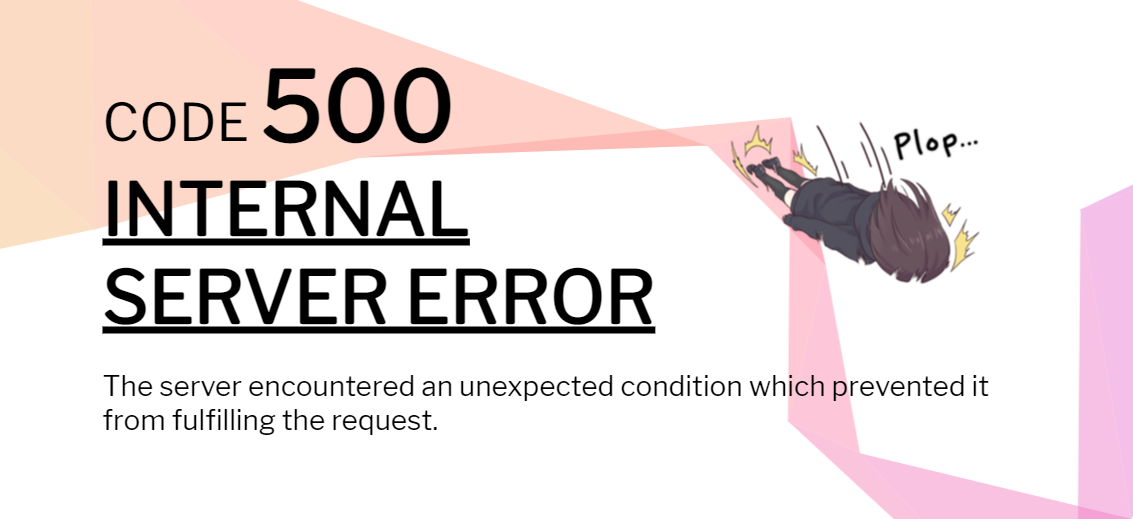 CODE 500
INTERNAL
SERVER ERROR
Plop...
The server encountered an unexpected condition which prevented it
from fulfilling the request.